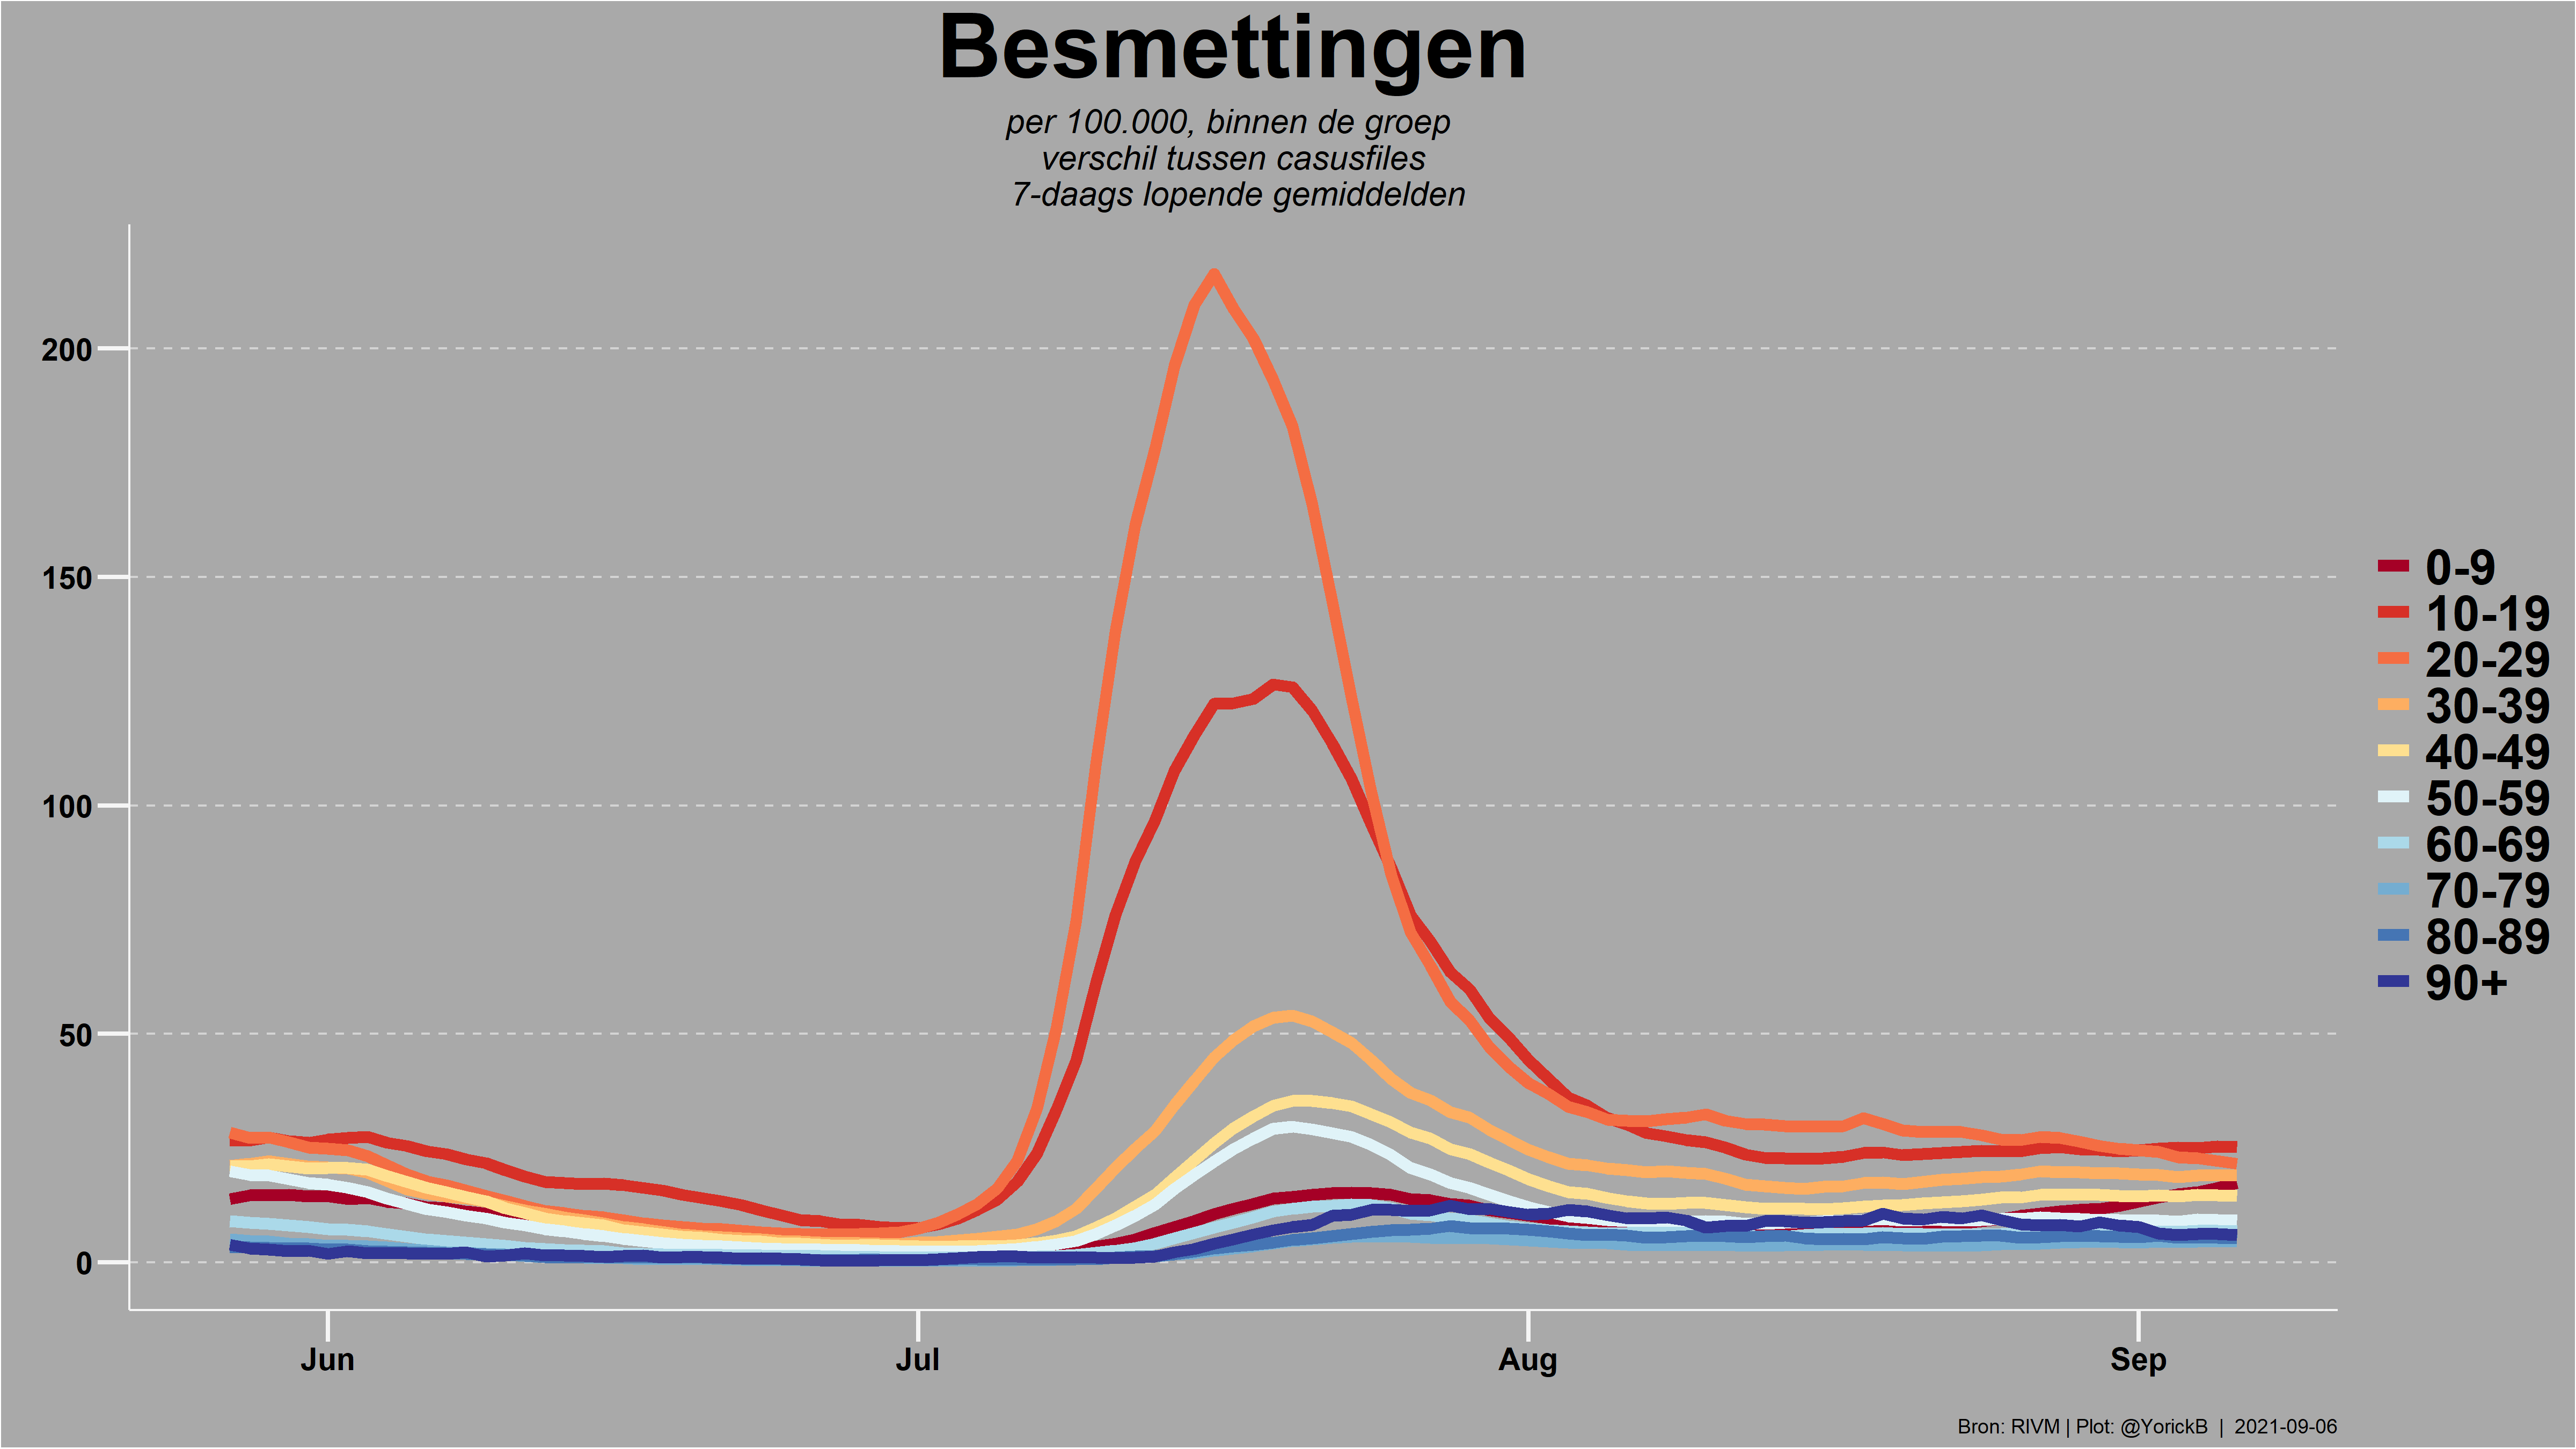 Besmettingen
per 100.000, binnen de groep
verschil tussen casusfiles
7-daags lopende gemiddelden
200
150
100
50
0
Jun
Jul
Aug
Sep
0-9
10-19
20-29
30-39
40-49
50-59
60-69
70-79
80-89
90+
Bron: RIVM | Plot: @YorickB | 2021-09-06